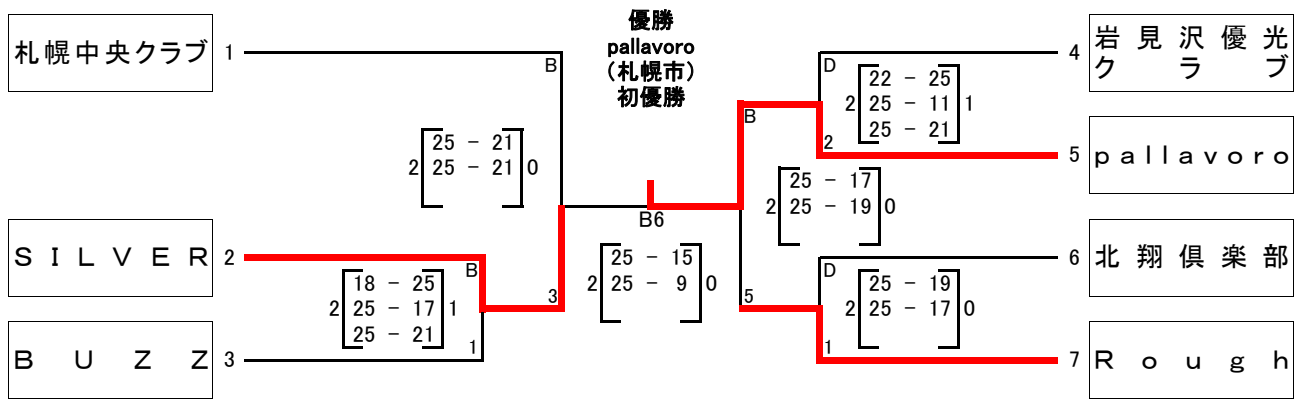 優勝
pallavoro
（札幌市）
初優勝
札幌中央クラブ 1
B
25 － 21
2 25 － 21 0
SILVER 2
B
3
18 － 25
2 25 － 17 1
25 － 21
1
BUZZ 3
B6
25 － 15
2 25 － 9 0
4 岩見沢優光
クラブ
D
22 － 25
2 25 － 11 1
25 － 21
B
2
5 pallavoro
25 － 17
2 25 － 19 0
6 北翔倶楽部
D
25 － 19
2 25 － 17 0
5
1
7 Rough